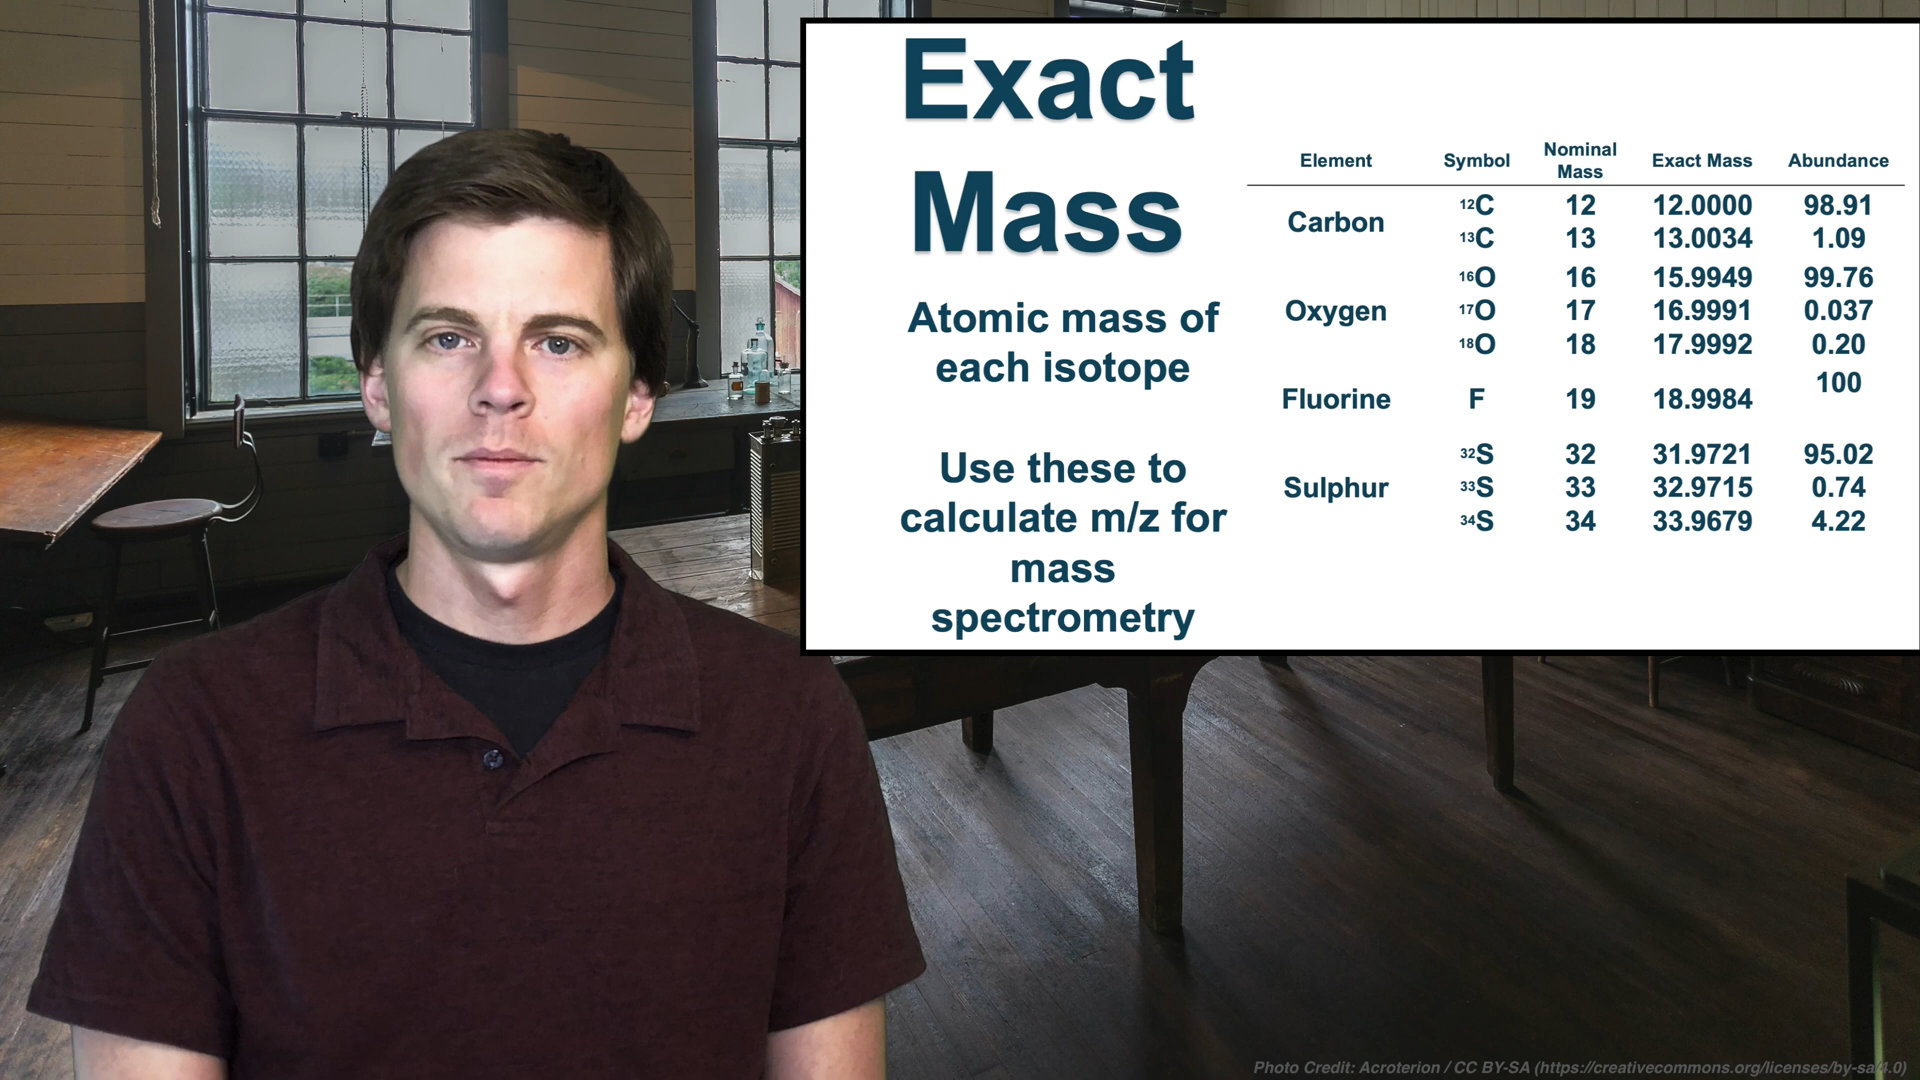 Exact
Mass
Atomic mass of
each isotope
Use these to
calculate m/z for
mass
spectrometry
Element Symbol Nominal Mass Exact Mass Abundance
Carbon
¹²C 12 12.0000 98.91
¹³C 13 13.0034 1.09
Oxygen
¹⁶O 16 15.9949 99.76
¹⁷O 17 16.9991 0.037
¹⁸O 18 17.9992 0.20
Fluorine F 19 18.9984 100
Sulphur
³²S 32 31.9721 95.02
³³S 33 32.9715 0.74
³⁴S 34 33.9679 4.22
Photo Credit: Acroterion / CC BY-SA (https://creativecommons.org/licenses/by-sa/4.0)